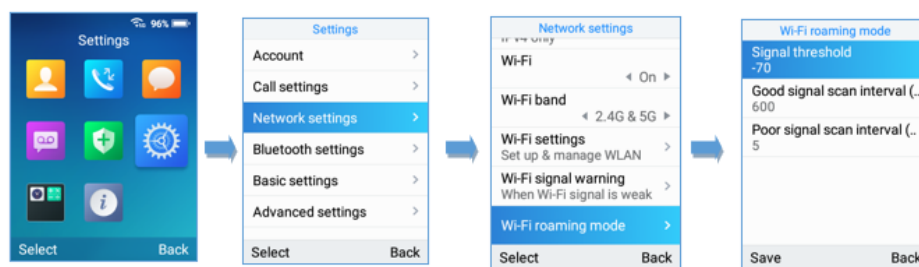 96%
Settings
Select Back
Settings
Account
Call settings
Network settings
Bluetooth settings
Basic settings
Advanced settings
Select Back
Network settings
IPv4 only
Wi-Fi
On
Wi-Fi band
2.4G & 5G
Wi-Fi settings
Set up & manage WLAN
Wi-Fi signal warning
When Wi-Fi signal is weak
Wi-Fi roaming mode
Select Back
Wi-Fi roaming mode
Signal threshold
-70
Good signal scan interval (..
600
Poor signal scan interval (..
5
Save Back